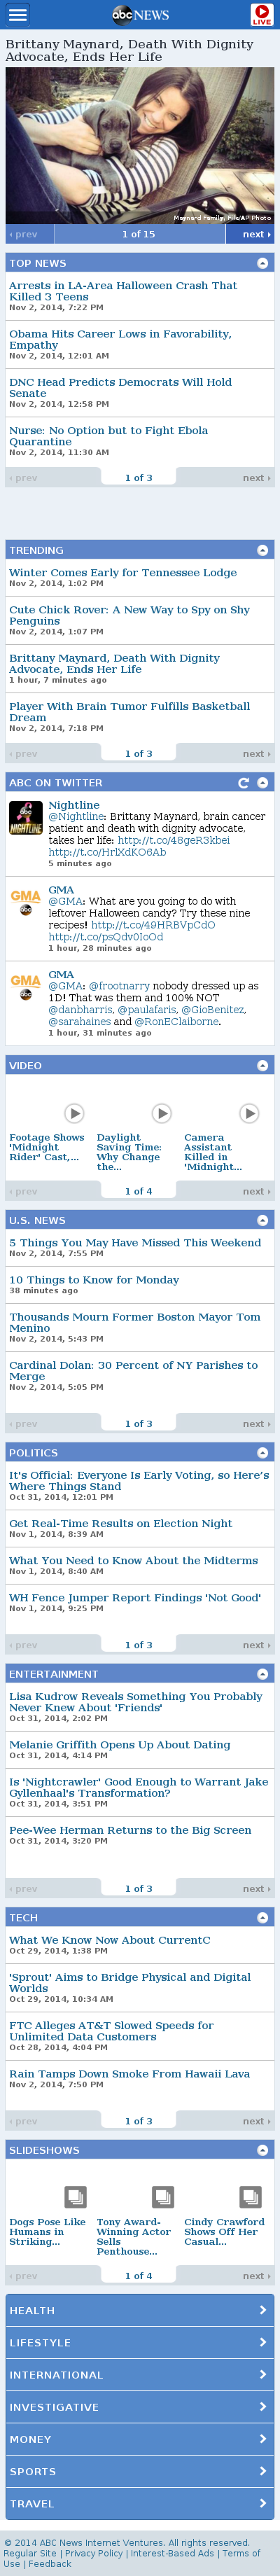 abc NEWS
LIVE
Brittany Maynard, Death With Dignity
Advocate, Ends Her Life
Maynard Family, File/AP Photo
‹ prev
1 of 15
next ›
TOP NEWS
Arrests in LA-Area Halloween Crash That
Killed 3 Teens
Nov 2, 2014, 7:22 PM
Obama Hits Career Lows in Favorability,
Empathy
Nov 2, 2014, 12:01 AM
DNC Head Predicts Democrats Will Hold
Senate
Nov 2, 2014, 12:58 PM
Nurse: No Option but to Fight Ebola
Quarantine
Nov 2, 2014, 11:30 AM
‹ prev
1 of 3
next ›
TRENDING
Winter Comes Early for Tennessee Lodge
Nov 2, 2014, 1:02 PM
Cute Chick Rover: A New Way to Spy on Shy
Penguins
Nov 2, 2014, 1:07 PM
Brittany Maynard, Death With Dignity
Advocate, Ends Her Life
1 hour, 7 minutes ago
Player With Brain Tumor Fulfills Basketball
Dream
Nov 2, 2014, 7:18 PM
‹ prev
1 of 3
next ›
ABC ON TWITTER
Nightline
@Nightline: Brittany Maynard, brain cancer
patient and death with dignity advocate,
takes her life: http://t.co/48geR3kbei
http://t.co/HrlXdKO6Ab
5 minutes ago
GMA
@GMA: What are you going to do with
leftover Halloween candy? Try these nine
recipes! http://t.co/49HRBVpCdO
http://t.co/psQdv0IoOd
1 hour, 28 minutes ago
GMA
@GMA: @frootnarry nobody dressed up as
1D! That was them and 100% NOT
@danbharris, @paulafaris, @GioBenitez,
@sarahaines and @RonEClaiborne.
1 hour, 31 minutes ago
VIDEO
Footage Shows
'Midnight
Rider' Cast,...
Daylight
Saving Time:
Why Change
the...
Camera
Assistant
Killed in
'Midnight...
‹ prev
1 of 4
next ›
U.S. NEWS
5 Things You May Have Missed This Weekend
Nov 2, 2014, 7:55 PM
10 Things to Know for Monday
38 minutes ago
Thousands Mourn Former Boston Mayor Tom
Menino
Nov 2, 2014, 5:43 PM
Cardinal Dolan: 30 Percent of NY Parishes to
Merge
Nov 2, 2014, 5:05 PM
‹ prev
1 of 3
next ›
POLITICS
It's Official: Everyone Is Early Voting, so Here's
Where Things Stand
Oct 31, 2014, 12:01 PM
Get Real-Time Results on Election Night
Nov 1, 2014, 8:39 AM
What You Need to Know About the Midterms
Nov 1, 2014, 8:40 AM
WH Fence Jumper Report Findings 'Not Good'
Nov 1, 2014, 9:25 PM
‹ prev
1 of 3
next ›
ENTERTAINMENT
Lisa Kudrow Reveals Something You Probably
Never Knew About 'Friends'
Oct 31, 2014, 2:02 PM
Melanie Griffith Opens Up About Dating
Oct 31, 2014, 4:14 PM
Is 'Nightcrawler' Good Enough to Warrant Jake
Gyllenhaal's Transformation?
Oct 31, 2014, 3:51 PM
Pee-Wee Herman Returns to the Big Screen
Oct 31, 2014, 3:20 PM
‹ prev
1 of 3
next ›
TECH
What We Know Now About CurrentC
Oct 29, 2014, 1:38 PM
'Sprout' Aims to Bridge Physical and Digital
Worlds
Oct 29, 2014, 10:34 AM
FTC Alleges AT&T Slowed Speeds for
Unlimited Data Customers
Oct 28, 2014, 4:04 PM
Rain Tamps Down Smoke From Hawaii Lava
Nov 2, 2014, 7:50 PM
‹ prev
1 of 3
next ›
SLIDESHOWS
Dogs Pose Like
Humans in
Striking...
Tony Award-
Winning Actor
Sells
Penthouse...
Cindy Crawford
Shows Off Her
Casual...
‹ prev
1 of 4
next ›
HEALTH
LIFESTYLE
INTERNATIONAL
INVESTIGATIVE
MONEY
SPORTS
TRAVEL
© 2014 ABC News Internet Ventures. All rights reserved.
Regular Site | Privacy Policy | Interest-Based Ads | Terms of
Use | Feedback